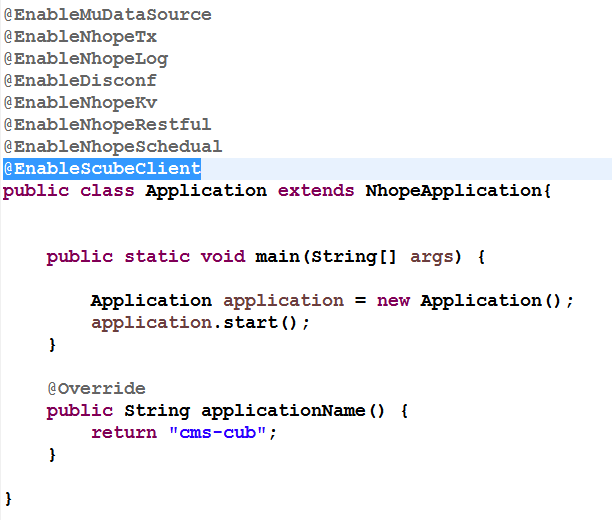 @EnableMuDataSource
@EnableNhopeTx
@EnableNhopeLog
@EnableDisconf
@EnableNhopeKv
@EnableNhopeRestful
@EnableNhopeSchedual
@EnableScubeClient
public class Application extends NhopeApplication{
    public static void main(String[] args) {
        Application application = new Application();
        application.start();
    }
    @Override
    public String applicationName() {
        return "cms-cub";
    }
}